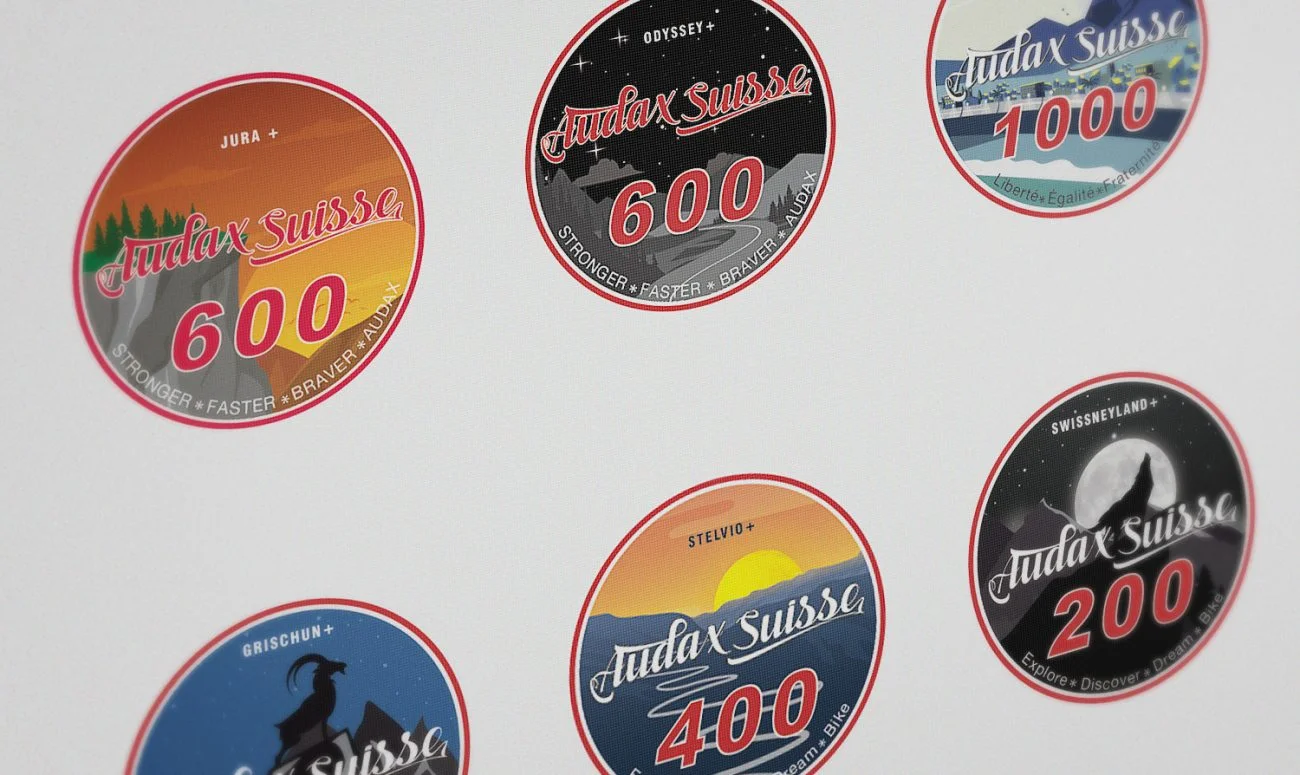 JURA +
Audax Suisse
600
STRONGER * FASTER * BRAVER * AUDAX
ODYSSEY+
Audax Suisse
600
STRONGER * FASTER * BRAVER * AUDAX
Audax Suisse
1000
Liberté * Égalité * Fraternité
GRISCHUN+
Suisse
STELVIO+
Audax Suisse
400
Dream * Bike
SWISSNEYLAND+
Audax Suisse
200
Explore * Discover * Dream * Bike